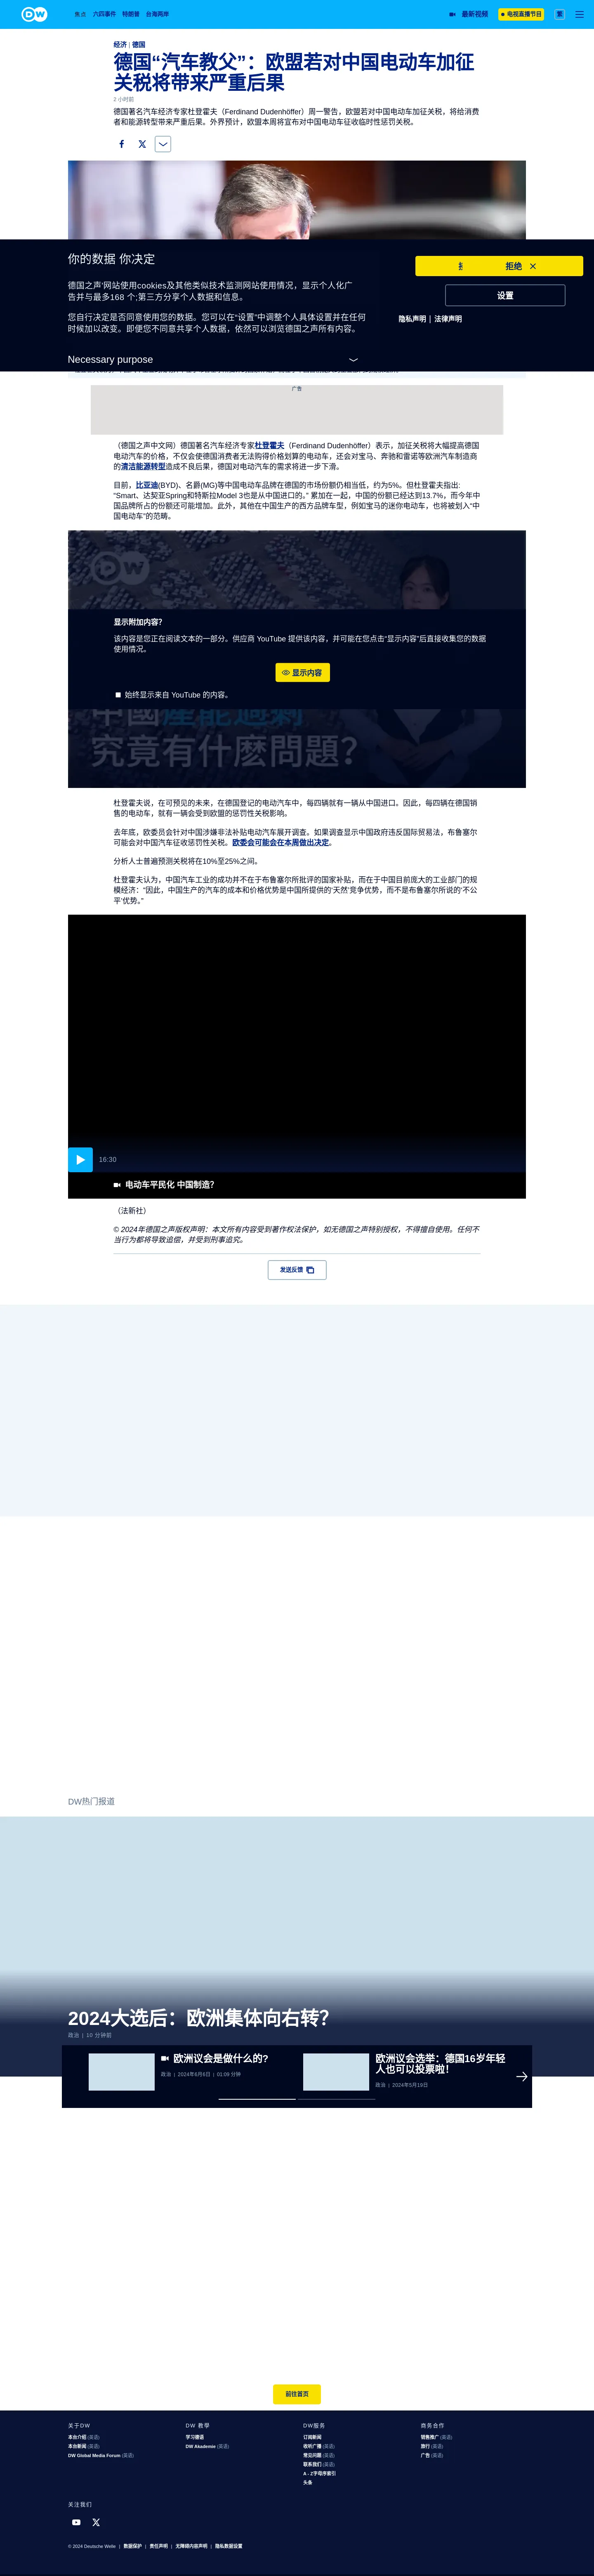 DW
焦点 六四事件 特朗普 台海两岸
最新视频
电视直播节目
繁
经济 | 德国
德国“汽车教父”：欧盟若对中国电动车加征
关税将带来严重后果
2 小时前
德国著名汽车经济专家杜登霍夫（Ferdinand Dudenhöffer）周一警告，欧盟若对中国电动车加征关税，将给消费
者和能源转型带来严重后果。外界预计，欧盟本周将宣布对中国电动车征收临时性惩罚关税。
你的数据 你决定
拒绝
德国之声'网站使用cookies及其他类似技术监测网站使用情况，显示个人化广
告并与最多168 个;第三方分享个人数据和信息。
设置
您自行决定是否同意使用您的数据。您可以在“设置”中调整个人具体设置并在任何
时候加以改变。即便您不同意共享个人数据，依然可以浏览德国之声所有内容。
隐私声明 | 法律声明
Necessary purpose
广告
（德国之声中文网）德国著名汽车经济专家杜登霍夫（Ferdinand Dudenhöffer）表示，加征关税将大幅提高德国
电动汽车的价格，不仅会使德国消费者无法购得价格划算的电动车，还会对宝马、奔驰和雷诺等欧洲汽车制造商
的清洁能源转型造成不良后果，德国对电动汽车的需求将进一步下滑。
目前，比亚迪(BYD)、名爵(MG)等中国电动车品牌在德国的市场份额仍相当低，约为5%。但杜登霍夫指出:
“Smart、达契亚Spring和特斯拉Model 3也是从中国进口的。” 累加在一起，中国的份额已经达到13.7%，而今年中
国品牌所占的份额还可能增加。此外，其他在中国生产的西方品牌车型，例如宝马的迷你电动车，也将被划入“中
国电动车”的范畴。
DW
显示附加内容？
该内容是您正在阅读文本的一部分。供应商 YouTube 提供该内容，并可能在您点击“显示内容”后直接收集您的数据
使用情况。
显示内容
始终显示来自 YouTube 的内容。
中国產能過剩
究竟有什麼問題？
杜登霍夫说，在可预见的未来，在德国登记的电动汽车中，每四辆就有一辆从中国进口。因此，每四辆在德国销
售的电动车，就有一辆会受到欧盟的惩罚性关税影响。
去年底，欧委员会针对中国涉嫌非法补贴电动汽车展开调查。如果调查显示中国政府违反国际贸易法，布鲁塞尔
可能会对中国汽车征收惩罚性关税。欧委会可能会在本周做出决定。
分析人士普遍预测关税将在10%至25%之间。
杜登霍夫认为，中国汽车工业的成功并不在于布鲁塞尔所批评的国家补贴，而在于中国目前庞大的工业部门的规
模经济：“因此，中国生产的汽车的成本和价格优势是中国所提供的‘天然’竞争优势，而不是布鲁塞尔所说的‘不公
平’优势。”
16:30
电动车平民化 中国制造？
（法新社）
© 2024年德国之声版权声明：本文所有内容受到著作权法保护，如无德国之声特别授权，不得擅自使用。任何不
当行为都将导致追偿，并受到刑事追究。
发送反馈
DW热门报道
2024大选后：欧洲集体向右转？
政治 | 10 分钟前
欧洲议会是做什么的?
政治 | 2024年6月6日 | 01:09 分钟
欧洲议会选举：德国16岁年轻
人也可以投票啦！
政治 | 2024年5月19日
前往首页
关于DW
本台介绍 (英语)
本台新闻 (英语)
DW Global Media Forum (英语)
DW 教學
学习德语
DW Akademie (英语)
DW服务
订阅新闻
收听广播 (英语)
常见问题 (英语)
联系我们 (英语)
A - Z字母序索引
头条
商务合作
销售推广 (英语)
旅行 (英语)
广告 (英语)
关注我们
© 2024 Deutsche Welle | 数据保护 | 责任声明 | 无障碍内容声明 | 隐私数据设置